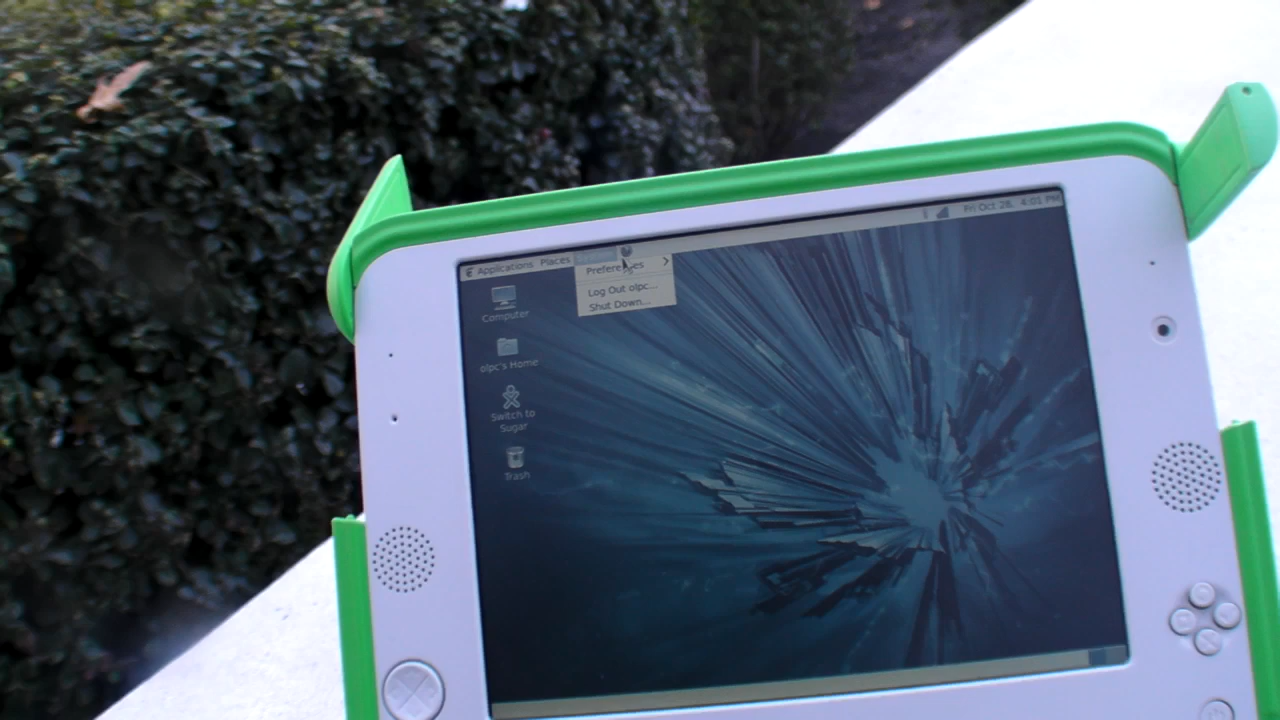 Applications Places
Fri Oct 28, 4:01 PM
Preferences
Log Out olpc...
Shut Down...
Computer
olpc's Home
Switch to
Sugar
Trash